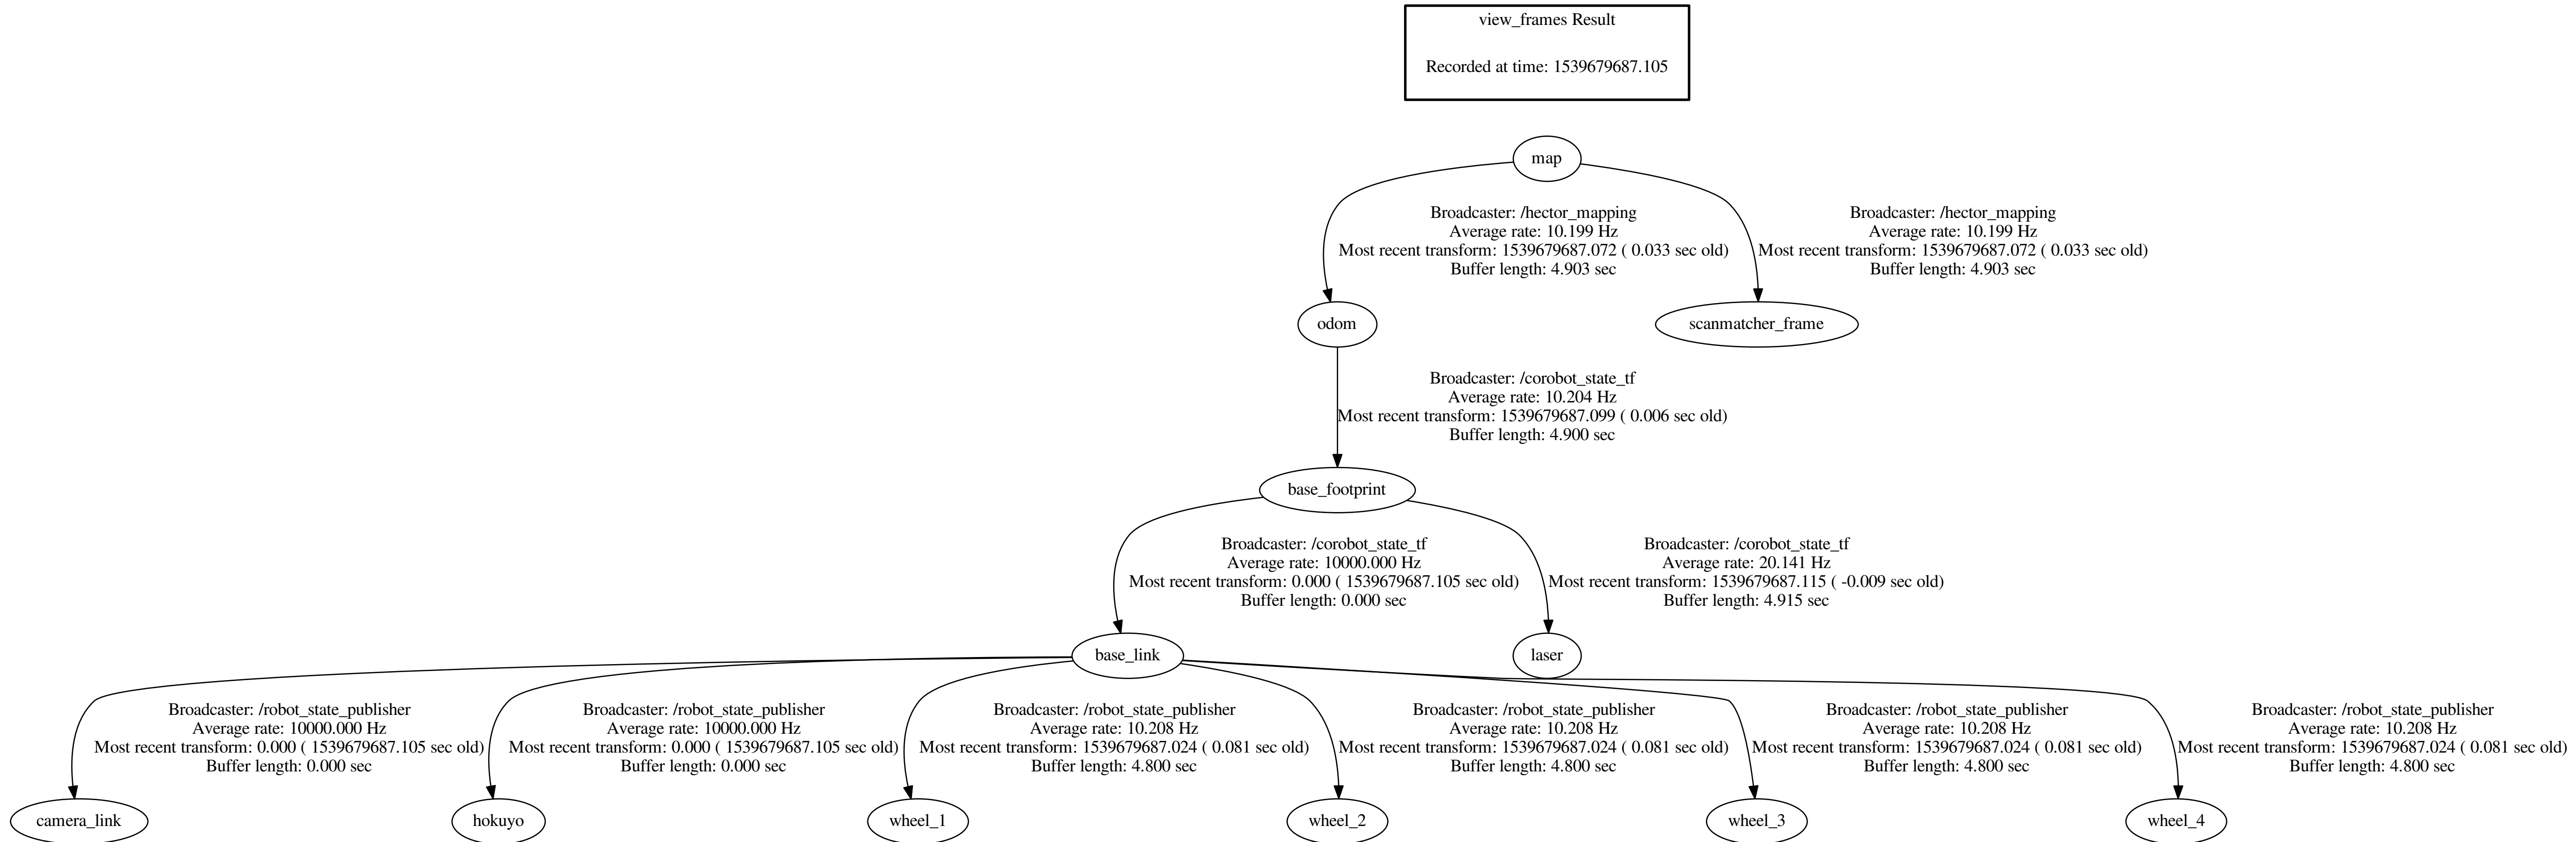 view_frames Result
Recorded at time: 1539679687.105
map
Broadcaster: /hector_mapping
Average rate: 10.199 Hz
Most recent transform: 1539679687.072 ( 0.033 sec old)
Buffer length: 4.903 sec
Broadcaster: /hector_mapping
Average rate: 10.199 Hz
Most recent transform: 1539679687.072 ( 0.033 sec old)
Buffer length: 4.903 sec
odom
scanmatcher_frame
Broadcaster: /corobot_state_tf
Average rate: 10.204 Hz
Most recent transform: 1539679687.099 ( 0.006 sec old)
Buffer length: 4.900 sec
base_footprint
Broadcaster: /corobot_state_tf
Average rate: 10000.000 Hz
Most recent transform: 0.000 ( 1539679687.105 sec old)
Buffer length: 0.000 sec
Broadcaster: /corobot_state_tf
Average rate: 20.141 Hz
Most recent transform: 1539679687.115 ( -0.009 sec old)
Buffer length: 4.915 sec
base_link
laser
Broadcaster: /robot_state_publisher
Average rate: 10000.000 Hz
Most recent transform: 0.000 ( 1539679687.105 sec old)
Buffer length: 0.000 sec
Broadcaster: /robot_state_publisher
Average rate: 10000.000 Hz
Most recent transform: 0.000 ( 1539679687.105 sec old)
Buffer length: 0.000 sec
Broadcaster: /robot_state_publisher
Average rate: 10.208 Hz
Most recent transform: 1539679687.024 ( 0.081 sec old)
Buffer length: 4.800 sec
Broadcaster: /robot_state_publisher
Average rate: 10.208 Hz
Most recent transform: 1539679687.024 ( 0.081 sec old)
Buffer length: 4.800 sec
Broadcaster: /robot_state_publisher
Average rate: 10.208 Hz
Most recent transform: 1539679687.024 ( 0.081 sec old)
Buffer length: 4.800 sec
Broadcaster: /robot_state_publisher
Average rate: 10.208 Hz
Most recent transform: 1539679687.024 ( 0.081 sec old)
Buffer length: 4.800 sec
camera_link
hokuyo
wheel_1
wheel_2
wheel_3
wheel_4